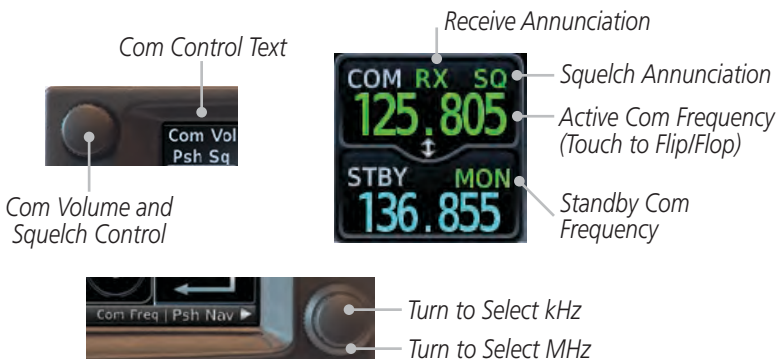 Receive Annunciation
Com Control Text
COM RX SQ
Squelch Annunciation
125.805
Active Com Frequency
(Touch to Flip/Flop)
Com Vol
Psh Sq
STBY MON
136.855
Standby Com
Frequency
Com Volume and
Squelch Control
Com Freq | Psh Nav
Turn to Select kHz
Turn to Select MHz